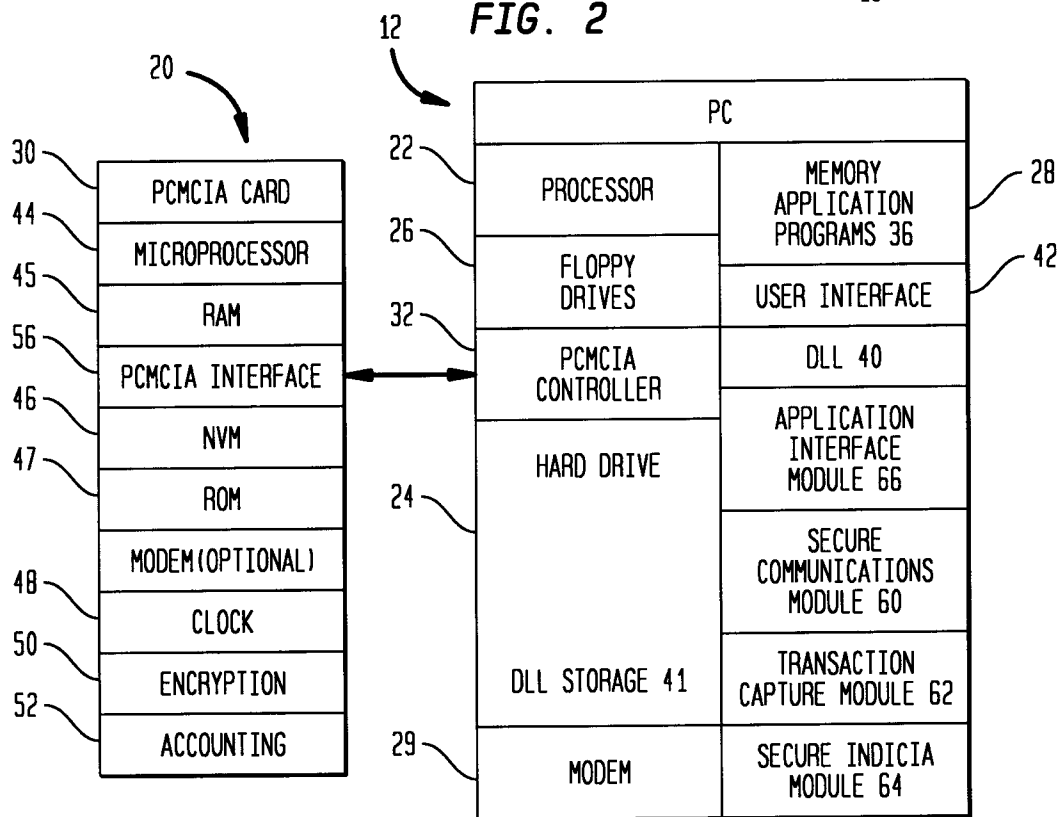 FIG. 2
12
20
30
PCMCIA CARD
44
MICROPROCESSOR
45
RAM
56
PCMCIA INTERFACE
46
NVM
47
ROM
MODEM(OPTIONAL)
48
CLOCK
50
ENCRYPTION
52
ACCOUNTING
PC
22
PROCESSOR
26
FLOPPY
DRIVES
32
PCMCIA
CONTROLLER
24
HARD DRIVE
DLL STORAGE 41
29
MODEM
MEMORY
APPLICATION
PROGRAMS 36
28
USER INTERFACE
42
DLL 40
APPLICATION
INTERFACE
MODULE 66
SECURE
COMMUNICATIONS
MODULE 60
TRANSACTION
CAPTURE MODULE 62
SECURE INDICIA
MODULE 64